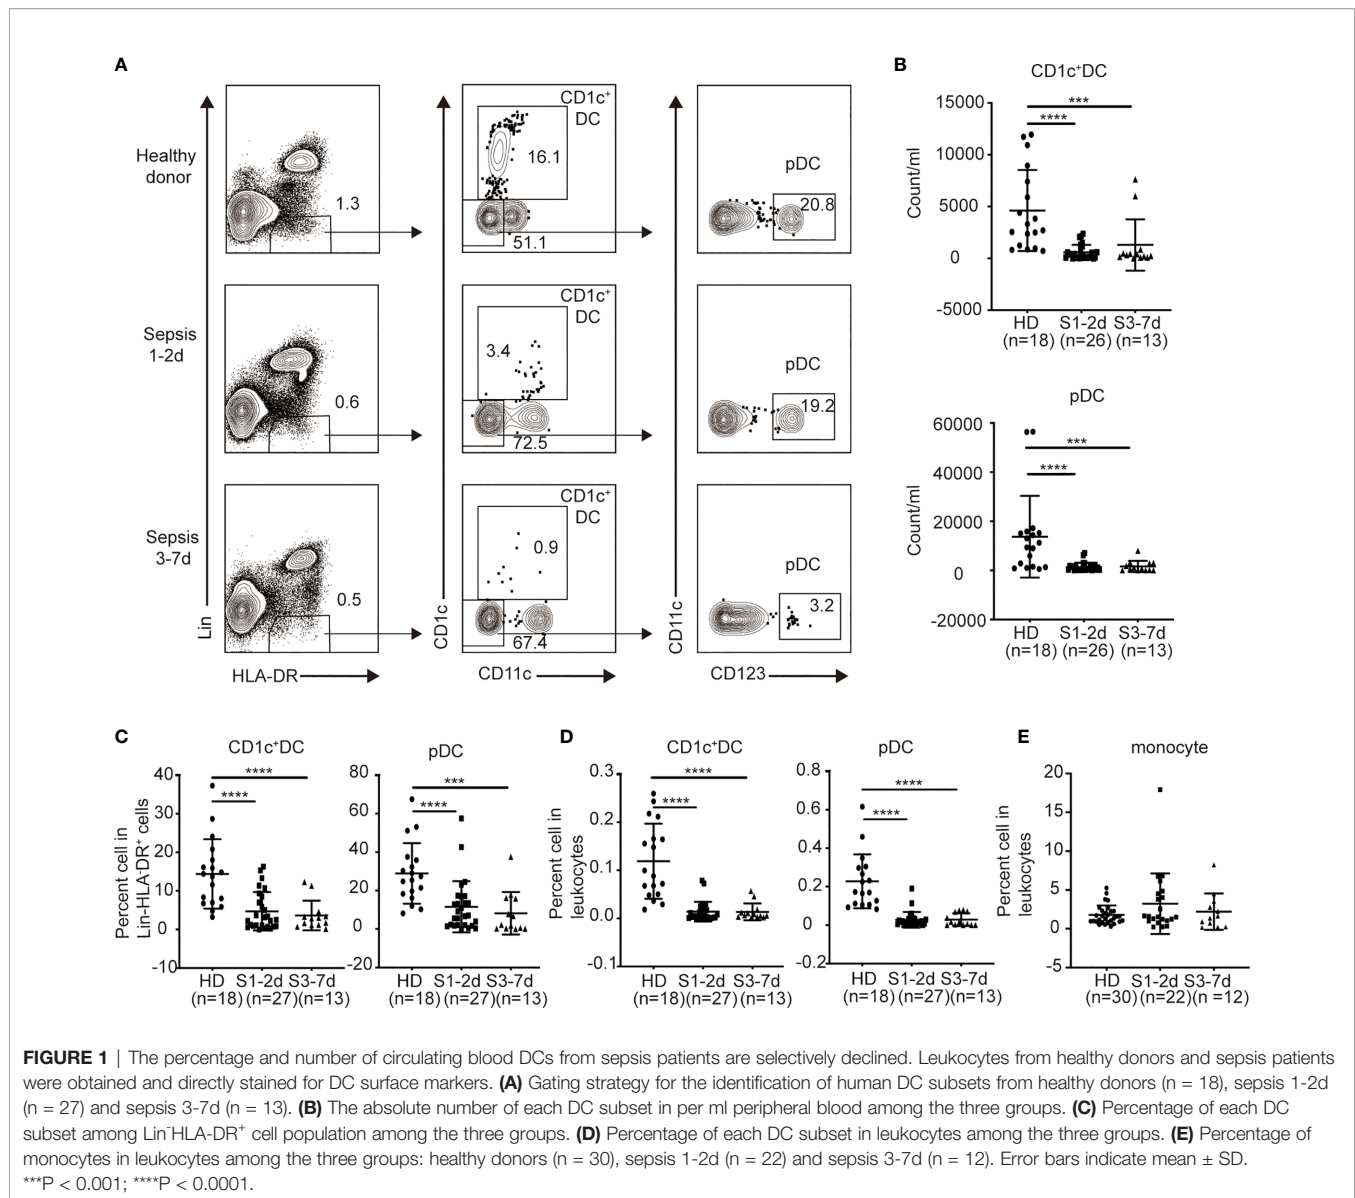 A
Healthy
donor
1.3
CD1c⁺
DC
16.1
51.1
pDC
20.8
Sepsis
1-2d
0.6
CD1c⁺
DC
3.4
72.5
pDC
19.2
Sepsis
3-7d
0.5
CD1c⁺
DC
0.9
67.4
pDC
3.2
Lin
CD1c
CD11c
HLA-DR
CD11c
CD123
B
CD1c⁺DC
Count/ml
15000
10000
5000
0
-5000
***
****
HD S1-2d S3-7d
(n=18) (n=26) (n=13)
pDC
Count/ml
60000
40000
20000
0
-20000
***
****
HD S1-2d S3-7d
(n=18) (n=26) (n=13)
C
CD1c⁺DC
Percent cell in
Lin-HLA-DR⁺ cells
40
30
20
10
0
-10
****
****
HD S1-2d S3-7d
(n=18) (n=27)(n=13)
pDC
80
60
40
20
0
-20
***
****
HD S1-2d S3-7d
(n=18) (n=27)(n=13)
D
CD1c⁺DC
Percent cell in
leukocytes
0.3
0.2
0.1
0.0
-0.1
****
****
HD S1-2d S3-7d
(n=18) (n=27)(n=13)
pDC
0.8
0.6
0.4
0.2
0
-0.2
****
****
HD S1-2d S3-7d
(n=18) (n=27)(n=13)
E
monocyte
Percent cell in
leukocytes
20
15
10
5
0
-5
HD S1-2d S3-7d
(n=30) (n=22)(n =12)
FIGURE 1 | The percentage and number of circulating blood DCs from sepsis patients are selectively declined. Leukocytes from healthy donors and sepsis patients
were obtained and directly stained for DC surface markers. (A) Gating strategy for the identification of human DC subsets from healthy donors (n = 18), sepsis 1-2d
(n = 27) and sepsis 3-7d (n = 13). (B) The absolute number of each DC subset in per ml peripheral blood among the three groups. (C) Percentage of each DC
subset among Lin⁻HLA-DR⁺ cell population among the three groups. (D) Percentage of each DC subset in leukocytes among the three groups. (E) Percentage of
monocytes in leukocytes among the three groups: healthy donors (n = 30), sepsis 1-2d (n = 22) and sepsis 3-7d (n = 12). Error bars indicate mean ± SD.
***P < 0.001; ****P < 0.0001.